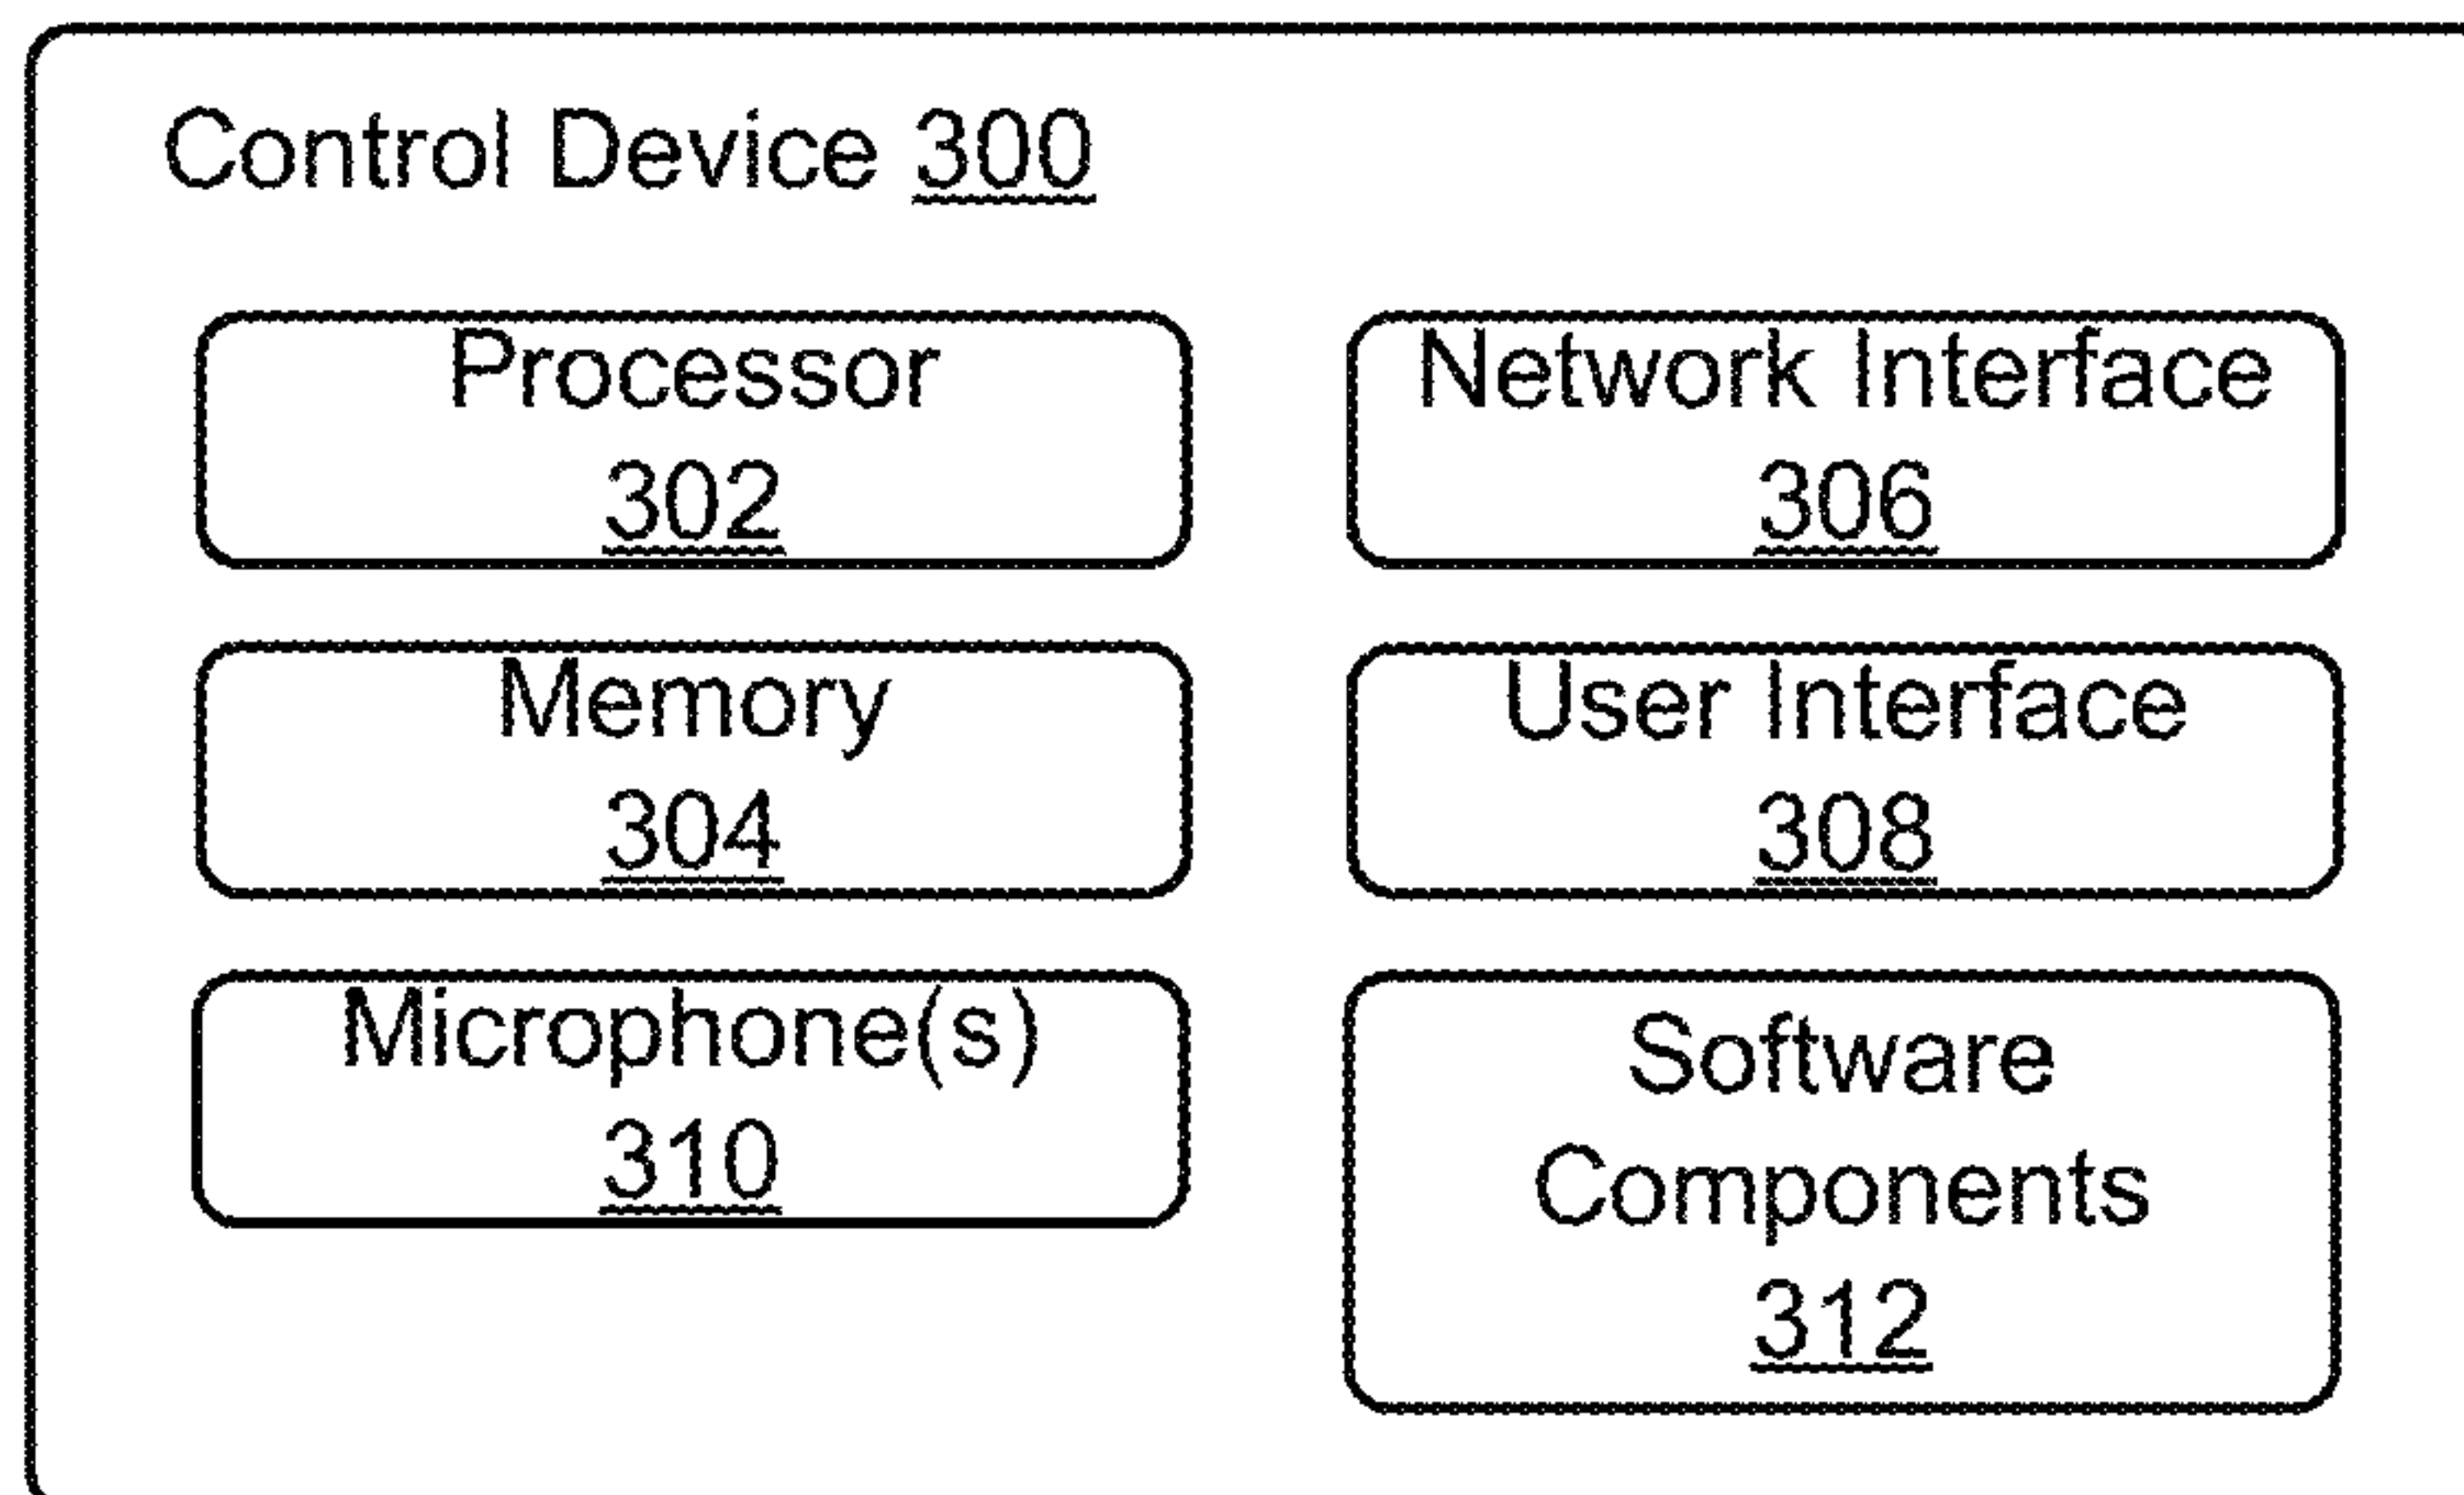 Control Device 300
Processor
302
Network Interface
306
Memory
304
User Interface
308
Microphone(s)
310
Software
Components
312